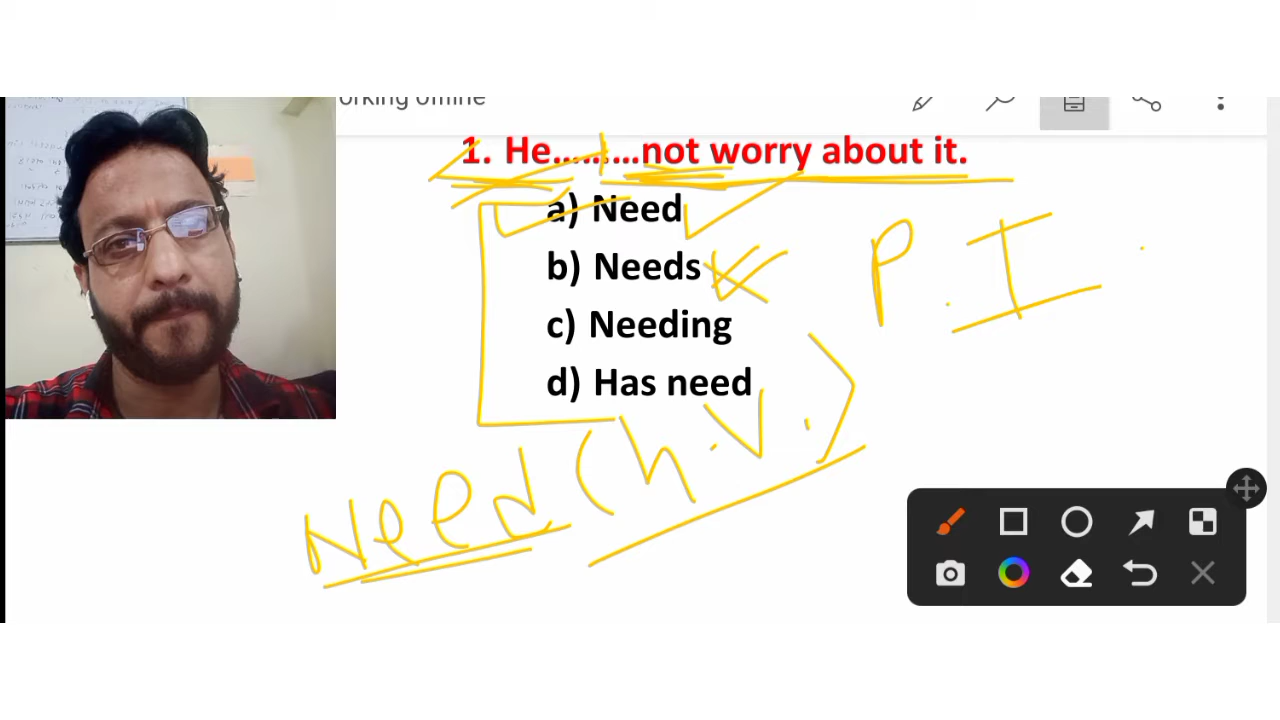 orking offline
1. He.........not worry about it.
a) Need
b) Needs
c) Needing
d) Has need
P. I
Need (h.V.)